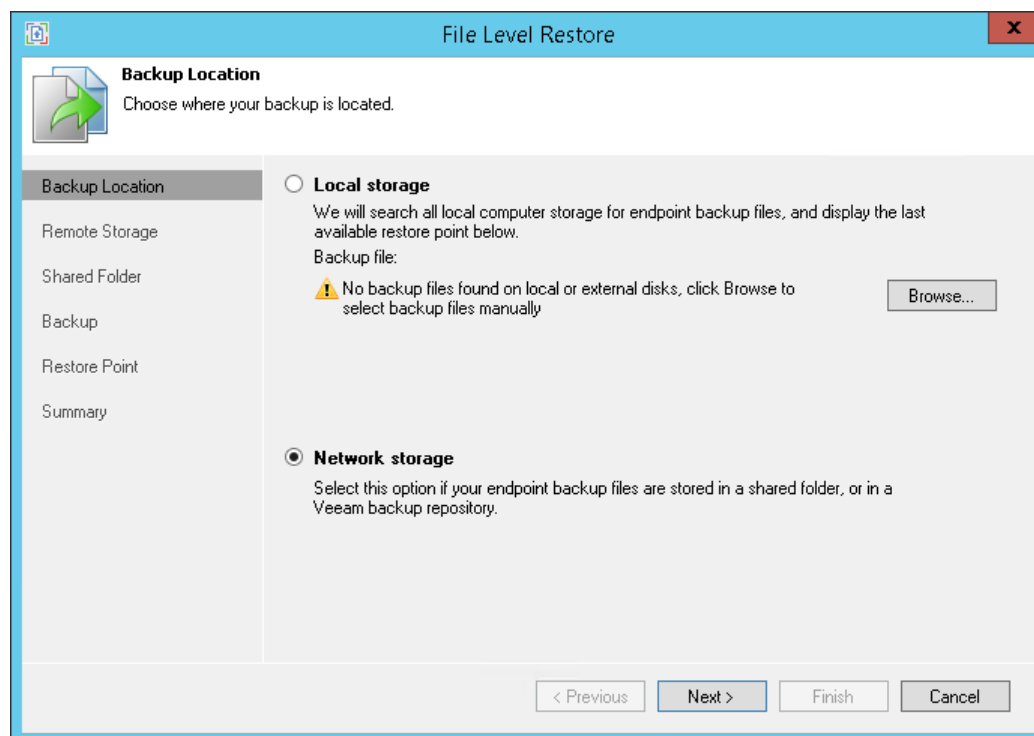 File Level Restore
x
Backup Location
Choose where your backup is located.
Backup Location
Remote Storage
Shared Folder
Backup
Restore Point
Summary
Local storage
We will search all local computer storage for endpoint backup files, and display the last
available restore point below.
Backup file:
No backup files found on local or external disks, click Browse to
select backup files manually
Browse...
Network storage
Select this option if your endpoint backup files are stored in a shared folder, or in a
Veeam backup repository.
< Previous
Next >
Finish
Cancel